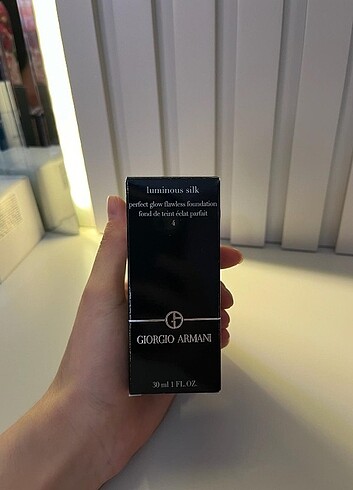 luminous silk
perfect glow flawless foundation
fond de teint éclat parfait
4
GIORGIO ARMANI
30 ml 1 FL. OZ.